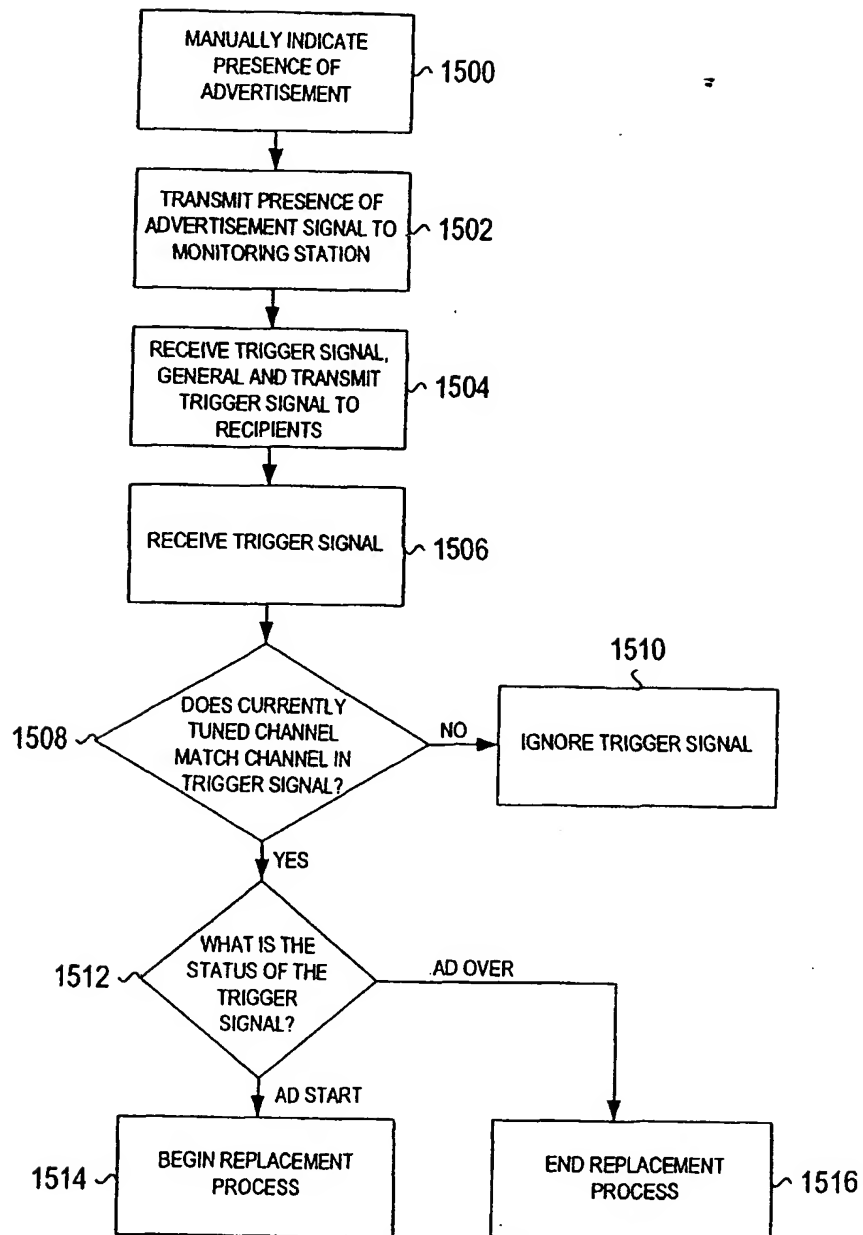 MANUALLY INDICATE
PRESENCE OF
ADVERTISEMENT
1500
TRANSMIT PRESENCE OF
ADVERTISEMENT SIGNAL TO
MONITORING STATION
1502
RECEIVE TRIGGER SIGNAL,
GENERAL AND TRANSMIT
TRIGGER SIGNAL TO
RECIPIENTS
1504
RECEIVE TRIGGER SIGNAL
1506
1508
DOES CURRENTLY
TUNED CHANNEL
MATCH CHANNEL IN
TRIGGER SIGNAL?
NO
1510
IGNORE TRIGGER SIGNAL
YES
1512
WHAT IS THE
STATUS OF THE
TRIGGER
SIGNAL?
AD OVER
AD START
1514
BEGIN REPLACEMENT
PROCESS
END REPLACEMENT
PROCESS
1516